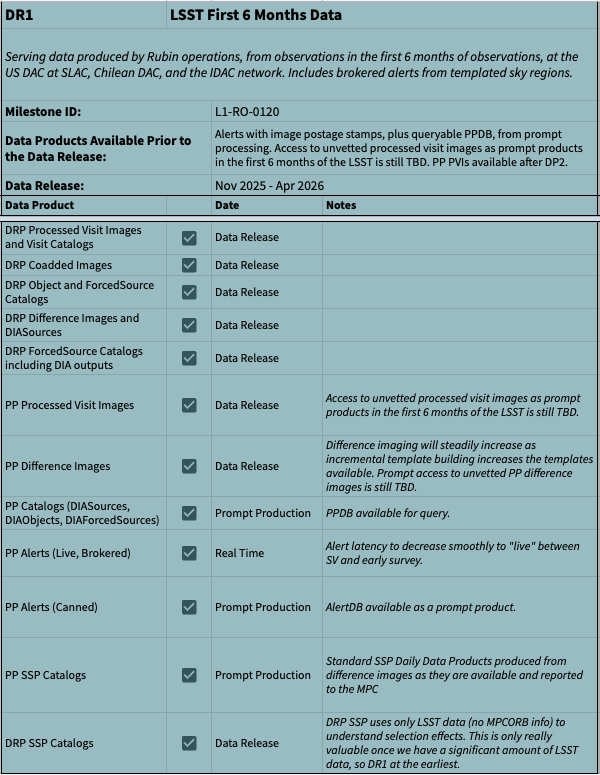 DR1 LSST First 6 Months Data
Serving data produced by Rubin operations, from observations in the first 6 months of observations, at the
US DAC at SLAC, Chilean DAC, and the IDAC network. Includes brokered alerts from templated sky regions.
Milestone ID: L1-RO-0120
Data Products Available Prior to
the Data Release:
Alerts with image postage stamps, plus queryable PPDB, from prompt
processing. Access to unvetted processed visit images as prompt products
in the first 6 months of the LSST is still TBD. PP PVIs available after DP2.
Data Release: Nov 2025 - Apr 2026
Data Product Date Notes
DRP Processed Visit Images
and Visit Catalogs
Data Release
DRP Coadded Images Data Release
DRP Object and ForcedSource
Catalogs
Data Release
DRP Difference Images and
DIASources
Data Release
DRP ForcedSource Catalogs
including DIA outputs
Data Release
PP Processed Visit Images Data Release
Access to unvetted processed visit images as prompt
products in the first 6 months of the LSST is still TBD.
PP Difference Images Data Release
Difference imaging will steadily increase as
incremental template building increases the templates
available. Prompt access to unvetted PP difference
images is still TBD.
PP Catalogs (DIASources,
DIAObjects, DIAForcedSources)
Prompt Production PPDB available for query.
PP Alerts (Live, Brokered) Real Time
Alert latency to decrease smoothly to "live" between
SV and early survey.
PP Alerts (Canned) Prompt Production AlertDB available as a prompt product.
PP SSP Catalogs Prompt Production
Standard SSP Daily Data Products produced from
difference images as they are available and reported
to the MPC
DRP SSP Catalogs Data Release
DRP SSP uses only LSST data (no MPCORB info) to
understand selection effects. This is only really
valuable once we have a significant amount of LSST
data, so DR1 at the earliest.